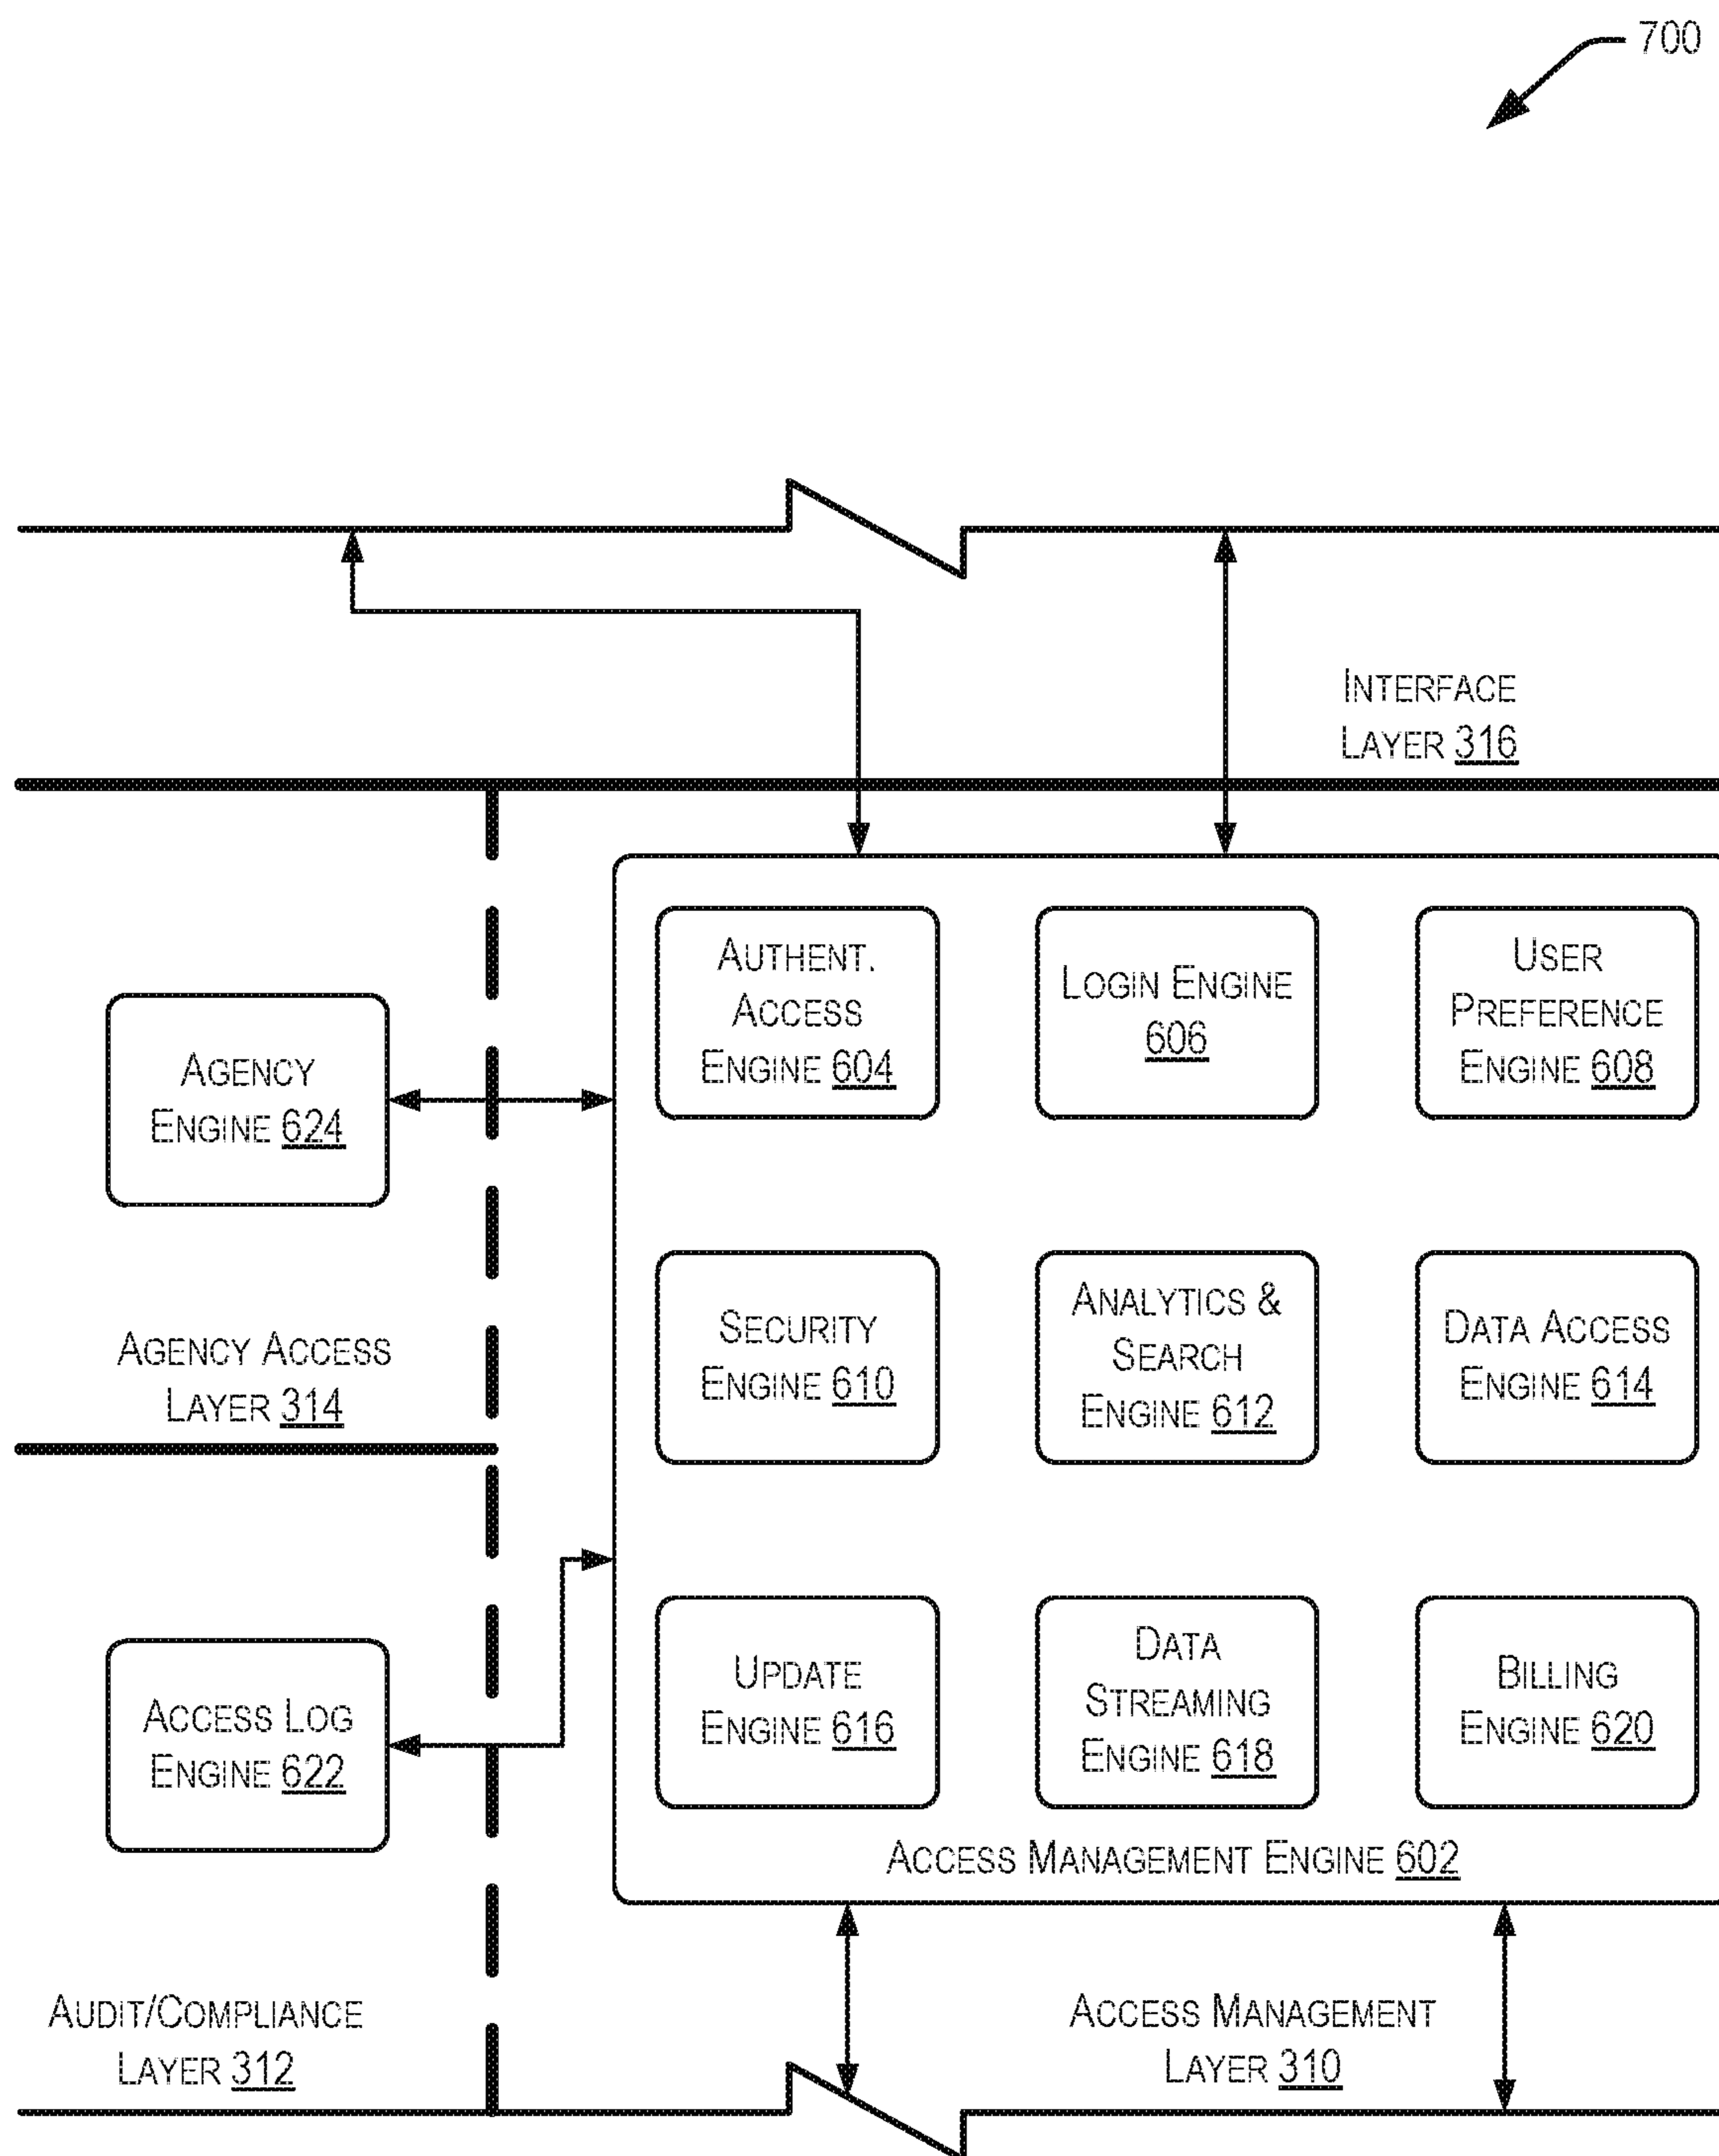 700
INTERFACE
LAYER 316
AUTHENT.
ACCESS
ENGINE 604
LOGIN ENGINE
606
USER
PREFERENCE
ENGINE 608
AGENCY
ENGINE 624
SECURITY
ENGINE 610
ANALYTICS &
SEARCH
ENGINE 612
DATA ACCESS
ENGINE 614
AGENCY ACCESS
LAYER 314
UPDATE
ENGINE 616
DATA
STREAMING
ENGINE 618
BILLING
ENGINE 620
ACCESS LOG
ENGINE 622
ACCESS MANAGEMENT ENGINE 602
AUDIT/COMPLIANCE
LAYER 312
ACCESS MANAGEMENT
LAYER 310